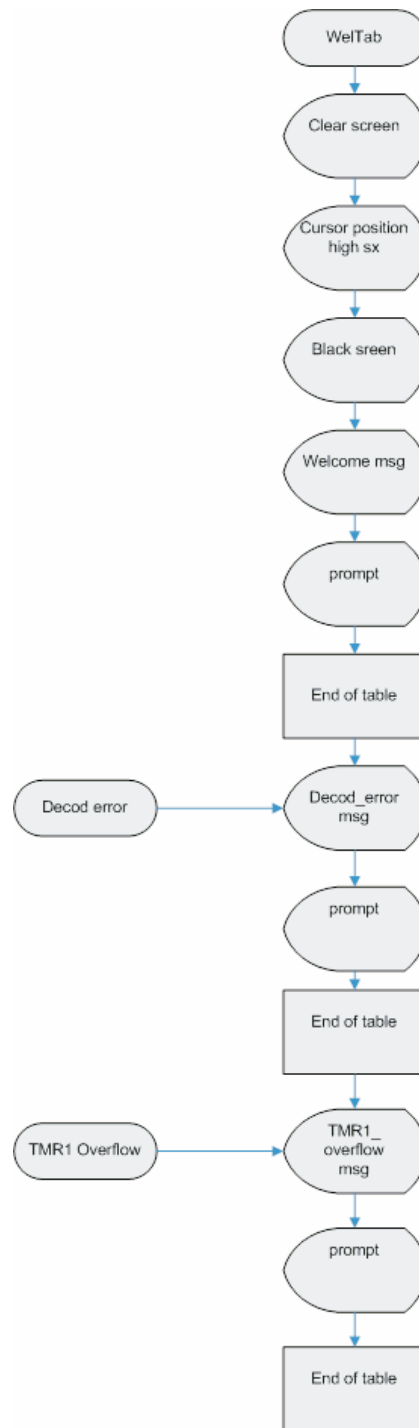 WelTab
Clear screen
Cursor position
high sx
Black sreen
Welcome msg
prompt
End of table
Decod error
Decod_error
msg
prompt
End of table
TMR1 Overflow
TMR1_
overflow
msg
prompt
End of table